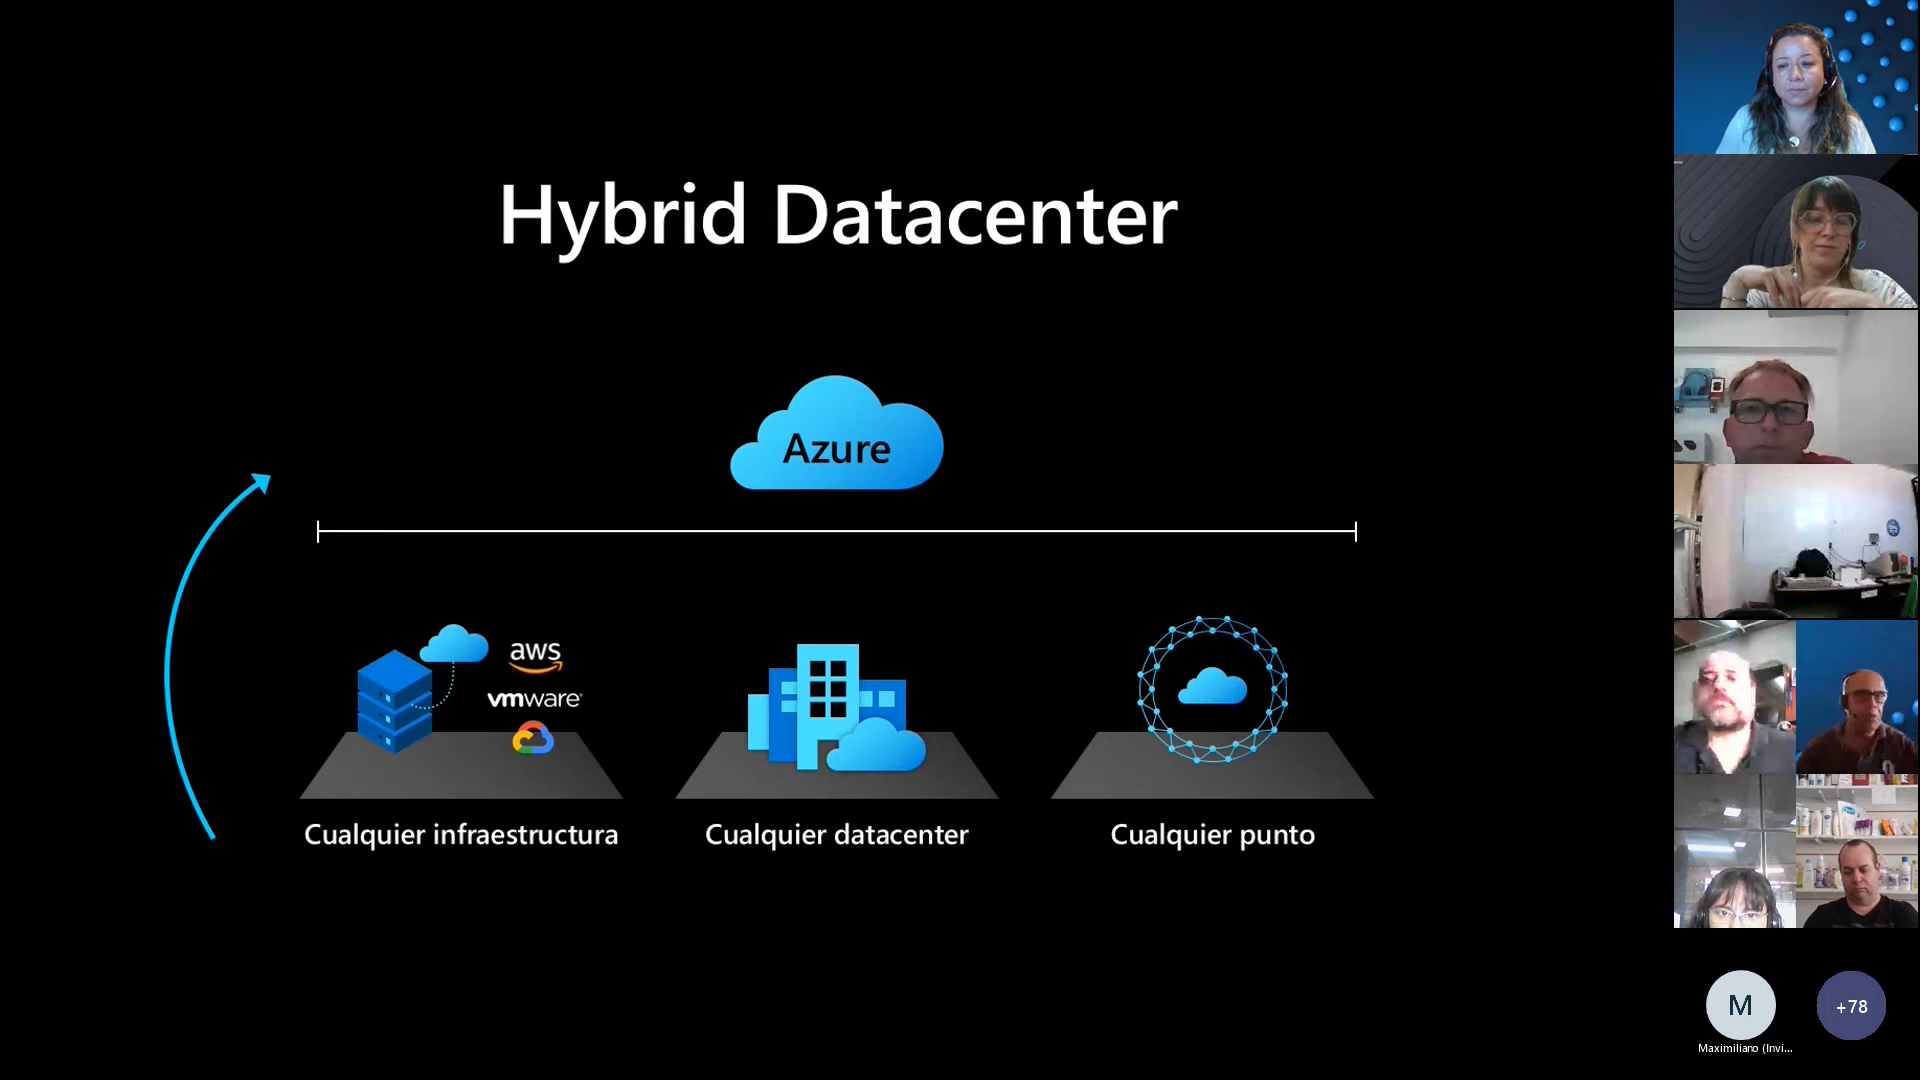 Hybrid Datacenter
Azure
aws
vmware
Cualquier infraestructura
Cualquier datacenter
Cualquier punto
M
+78
Maximiliano (Invi...